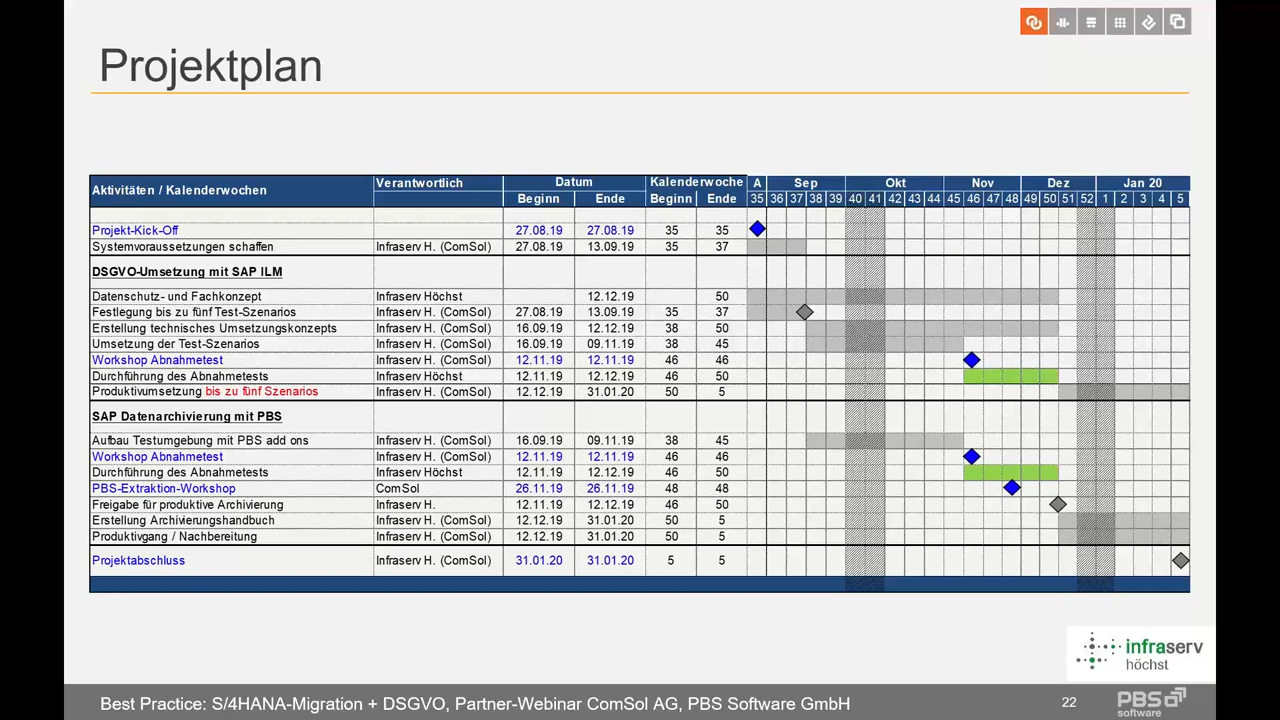 Projektplan
Aktivitäten / Kalenderwochen Verantwortlich Datum Kalenderwoche A Sep Okt Nov Dez Jan 20
Beginn Ende Beginn Ende 35 36 37 38 39 40 41 42 43 44 45 46 47 48 49 50 51 52 1 2 3 4 5
Projekt-Kick-Off 27.08.19 27.08.19 35 35
Systemvoraussetzungen schaffen Infraserv H. (ComSol) 27.08.19 13.09.19 35 37
DSGVO-Umsetzung mit SAP ILM
Datenschutz- und Fachkonzept Infraserv Höchst 12.12.19 50
Festlegung bis zu fünf Test-Szenarios Infraserv H. (ComSol) 27.08.19 13.09.19 35 37
Erstellung technisches Umsetzungskonzepts Infraserv H. (ComSol) 16.09.19 12.12.19 38 50
Umsetzung der Test-Szenarios Infraserv H. (ComSol) 16.09.19 09.11.19 38 45
Workshop Abnahmetest Infraserv H. (ComSol) 12.11.19 12.11.19 46 46
Durchführung des Abnahmetests Infraserv Höchst 12.11.19 12.12.19 46 50
Produktivumsetzung bis zu fünf Szenarios Infraserv H. (ComSol) 12.12.19 31.01.20 50 5
SAP Datenarchivierung mit PBS
Aufbau Testumgebung mit PBS add ons Infraserv H. (ComSol) 16.09.19 09.11.19 38 45
Workshop Abnahmetest Infraserv H. (ComSol) 12.11.19 12.11.19 46 46
Durchführung des Abnahmetests Infraserv Höchst 12.11.19 12.12.19 46 50
PBS-Extraktion-Workshop ComSol 26.11.19 26.11.19 48 48
Freigabe für produktive Archivierung Infraserv H. 12.11.19 12.12.19 46 50
Erstellung Archivierungshandbuch Infraserv H. (ComSol) 12.12.19 31.01.20 50 5
Produktivgang / Nachbereitung Infraserv H. (ComSol) 12.12.19 31.01.20 50 5
Projektabschluss Infraserv H. (ComSol) 31.01.20 31.01.20 5 5
infraserv
höchst
Best Practice: S/4HANA-Migration + DSGVO, Partner-Webinar ComSol AG, PBS Software GmbH 22
PBS
software